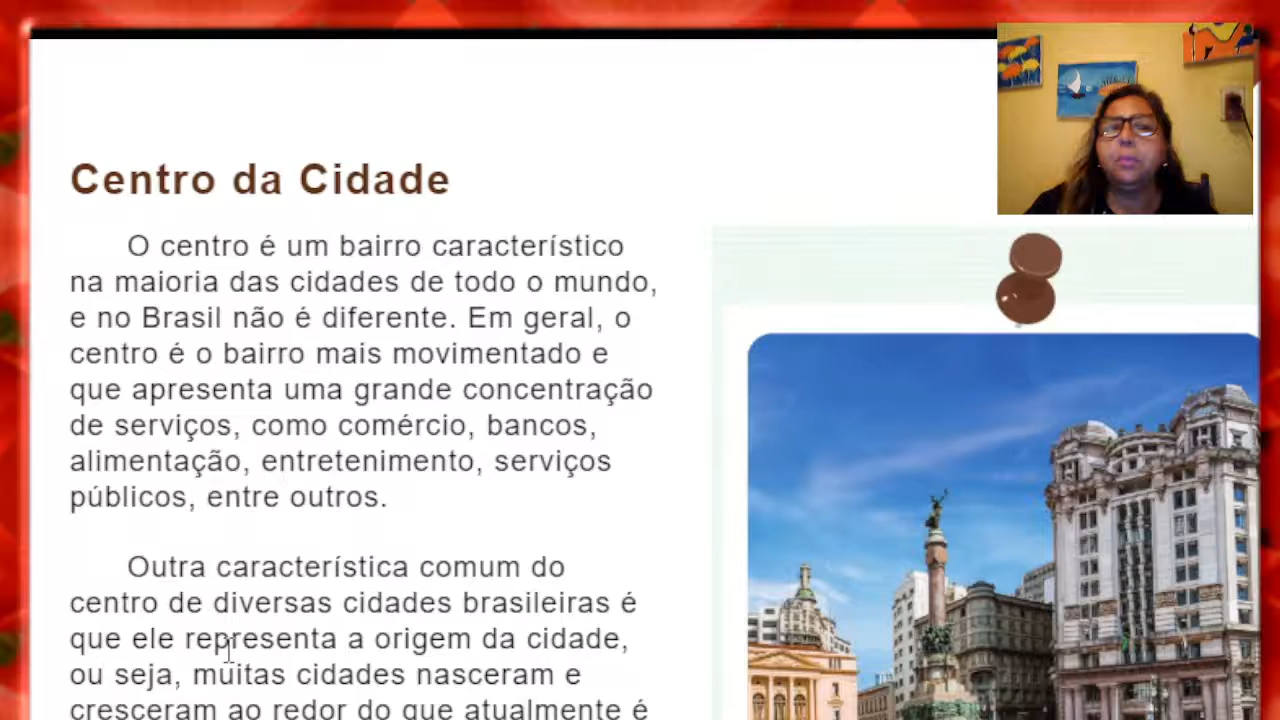 Centro da Cidade
O centro é um bairro característico
na maioria das cidades de todo o mundo,
e no Brasil não é diferente. Em geral, o
centro é o bairro mais movimentado e
que apresenta uma grande concentração
de serviços, como comércio, bancos,
alimentação, entretenimento, serviços
públicos, entre outros.
Outra característica comum do
centro de diversas cidades brasileiras é
que ele representa a origem da cidade,
ou seja, muitas cidades nasceram e
cresceram ao redor do que atualmente é